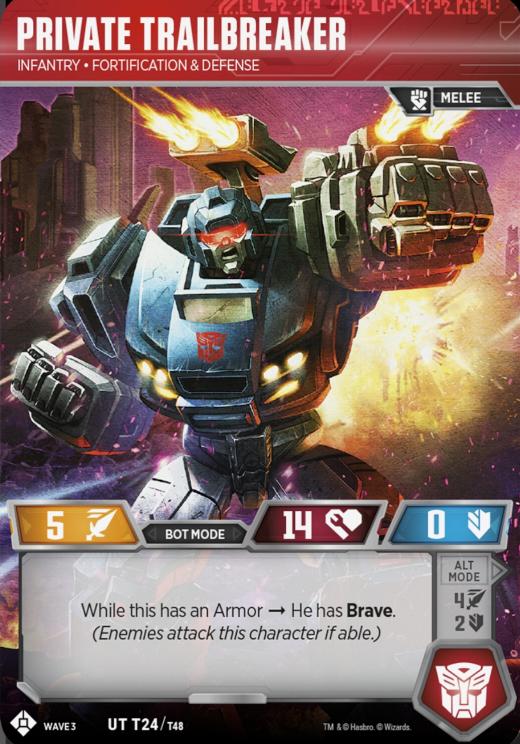 PRIVATE TRAILBREAKER
INFANTRY • FORTIFICATION & DEFENSE
MELEE
5
BOT MODE
14
0
ALT
MODE
4
2
While this has an Armor → He has Brave.
(Enemies attack this character if able.)
WAVE 3
UT T24/T48
TM & © Hasbro. © Wizards.